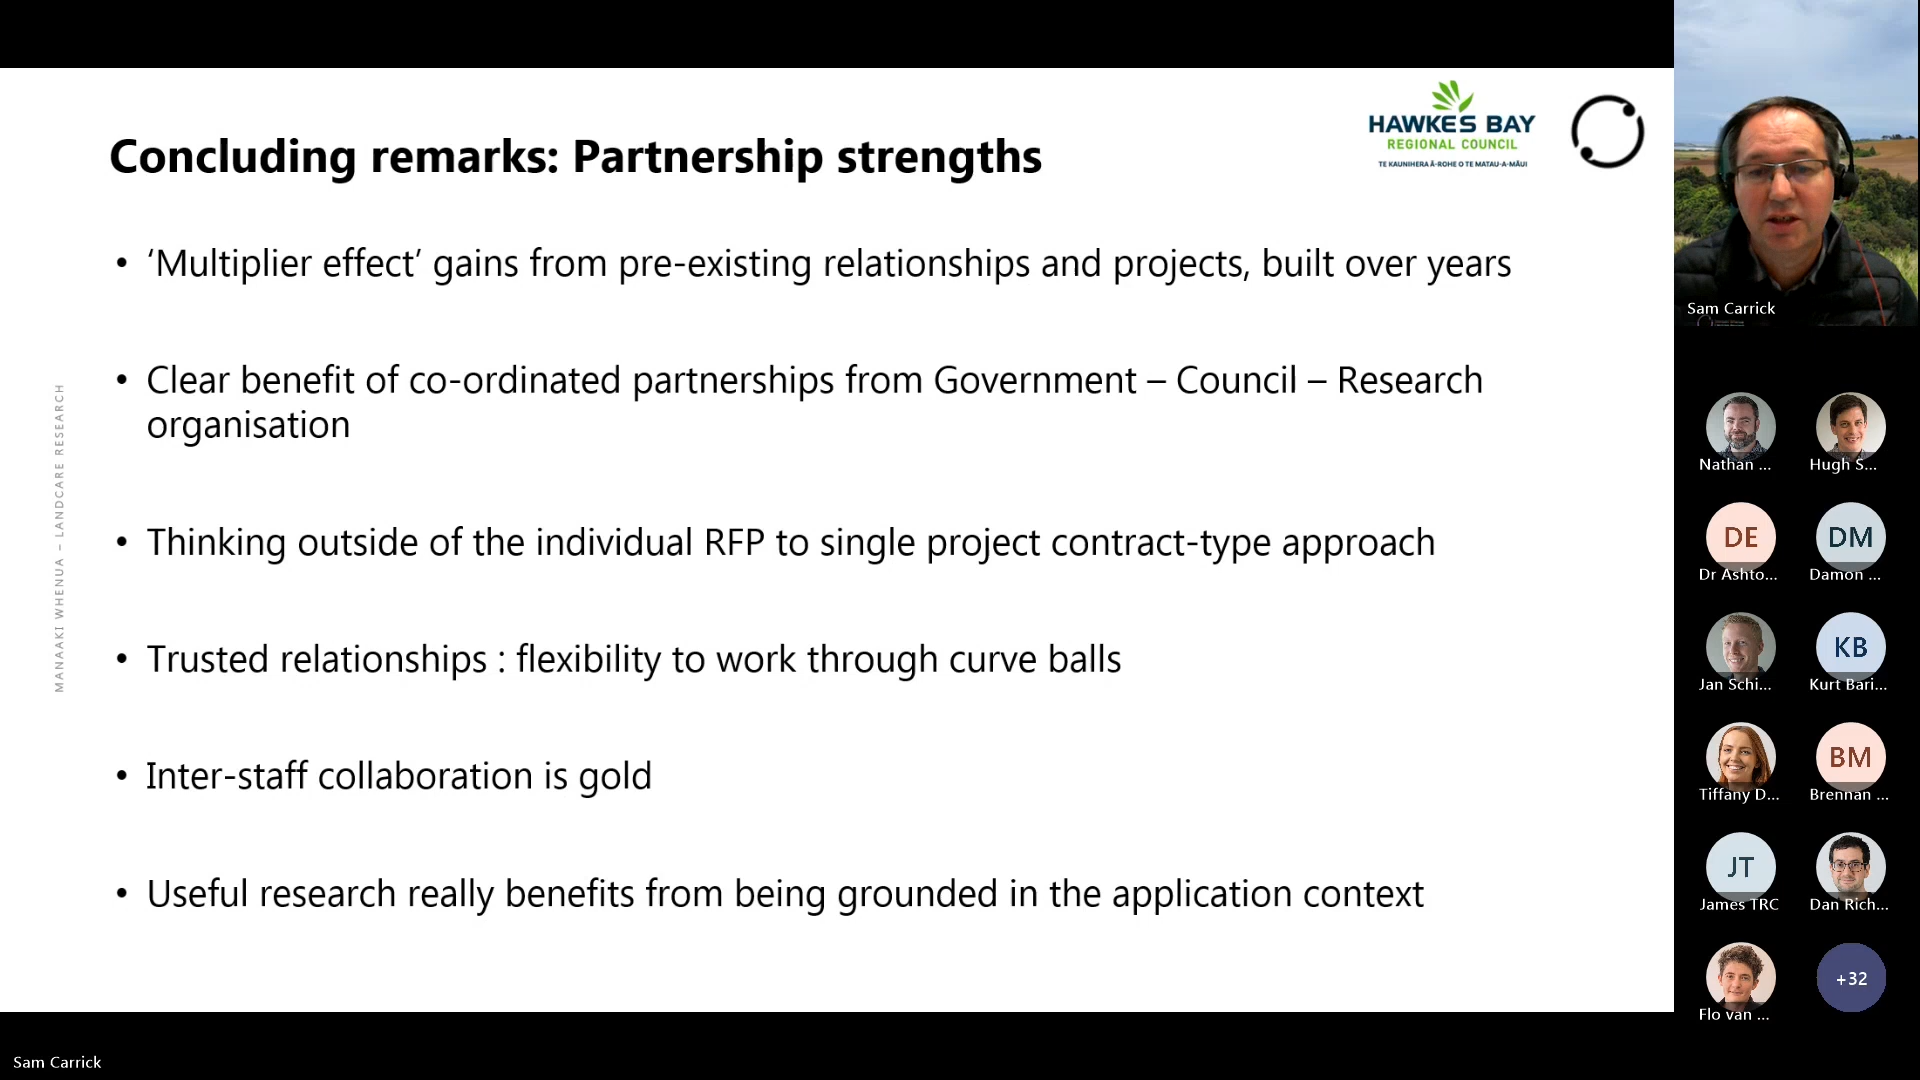 HAWKES BAY
REGIONAL COUNCIL
TE KAUNIHERA Ā-ROHE O TE MATAU-A-MĀUI
Concluding remarks: Partnership strengths
• ‘Multiplier effect’ gains from pre-existing relationships and projects, built over years
• Clear benefit of co-ordinated partnerships from Government – Council – Research
organisation
• Thinking outside of the individual RFP to single project contract-type approach
• Trusted relationships : flexibility to work through curve balls
• Inter-staff collaboration is gold
• Useful research really benefits from being grounded in the application context
MANAAKI WHENUA – LANDCARE RESEARCH
Sam Carrick
Nathan ...
Hugh S...
DE
Dr Ashto...
DM
Damon ...
Jan Schi...
KB
Kurt Bari...
Tiffany D...
BM
Brennan ...
JT
James TRC
Dan Rich...
Flo van ...
+32
Sam Carrick